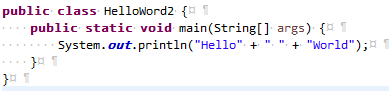 public class HelloWord2 {
    public static void main(String[] args) {
        System.out.println("Hello" + " " + "World");
    }
}